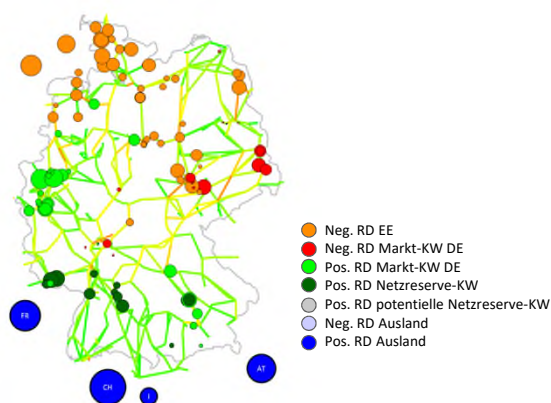 Neg. RD EE
Neg. RD Markt-KW DE
Pos. RD Markt-KW DE
Pos. RD Netzreserve-KW
Pos. RD potentielle Netzreserve-KW
Neg. RD Ausland
Pos. RD Ausland
FR
AT
CH
I